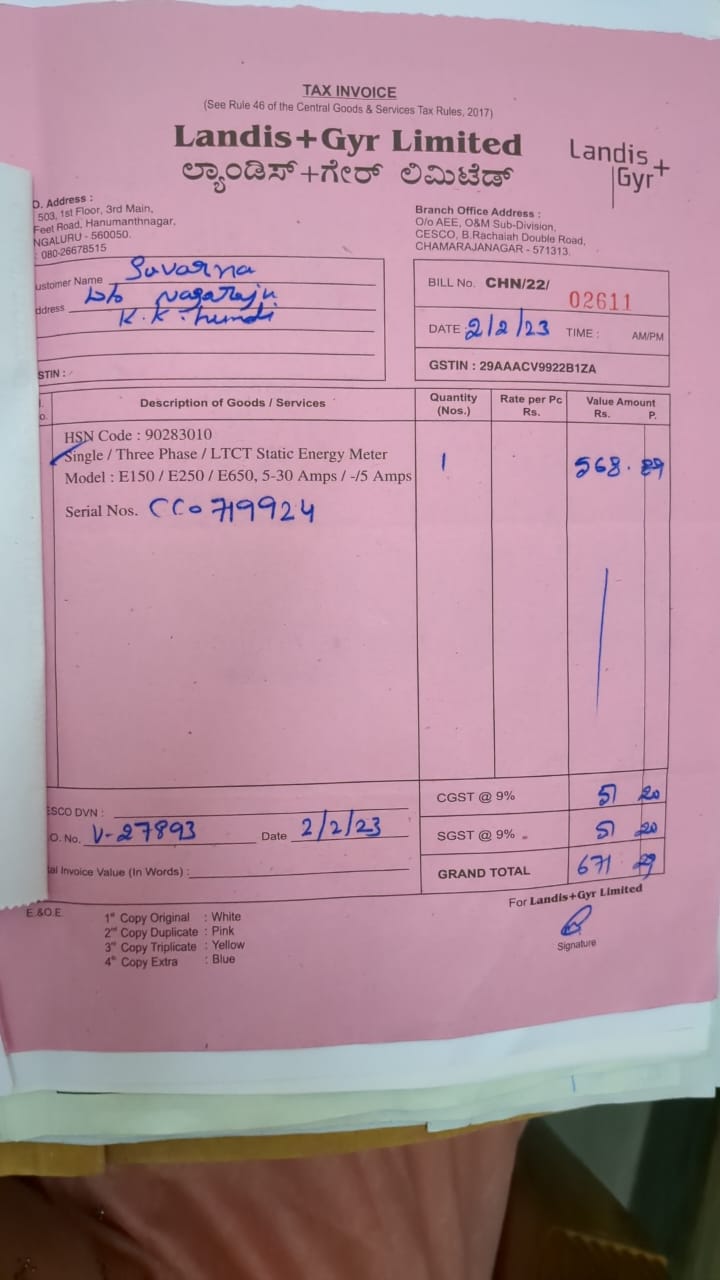 TAX INVOICE
(See Rule 46 of the Central Goods & Services Tax Rules, 2017)
Landis+Gyr Limited
ಲ್ಯಾಂಡಿಸ್+ಗೇರ್ ಲಿಮಿಟೆಡ್
Landis+
Gyr
D. Address :
503, 1st Floor, 3rd Main,
Feet Road, Hanumanthnagar,
NGALURU - 560050.
: 080-26678515
Branch Office Address :
O/o AEE, O&M Sub-Division,
CESCO, B.Rachaiah Double Road,
CHAMARAJANAGAR - 571313.
ustomer Name Suvarna
ddress D/o Nagaraju
K.K. Hundi
STIN :
BILL No. CHN/22/ 02611
DATE : 2/2/23 TIME : AM/PM
GSTIN : 29AAACV9922B1ZA
Description of Goods / Services Quantity (Nos.) Rate per Pc Rs. Value Amount Rs. P.
HSN Code : 90283010
Single / Three Phase / LTCT Static Energy Meter 1 568.89
Model : E150 / E250 / E650, 5-30 Amps / -/5 Amps
Serial Nos. CC0719924
CGST @ 9% 51 20
ESCO DVN :
SGST @ 9% 51 20
O. No. V-27893 Date 2/2/23
GRAND TOTAL 671 29
al Invoice Value (In Words) :
E.&O.E.
For Landis+Gyr Limited
1st Copy Original : White
2nd Copy Duplicate : Pink
3rd Copy Triplicate : Yellow
4th Copy Extra : Blue
Signature